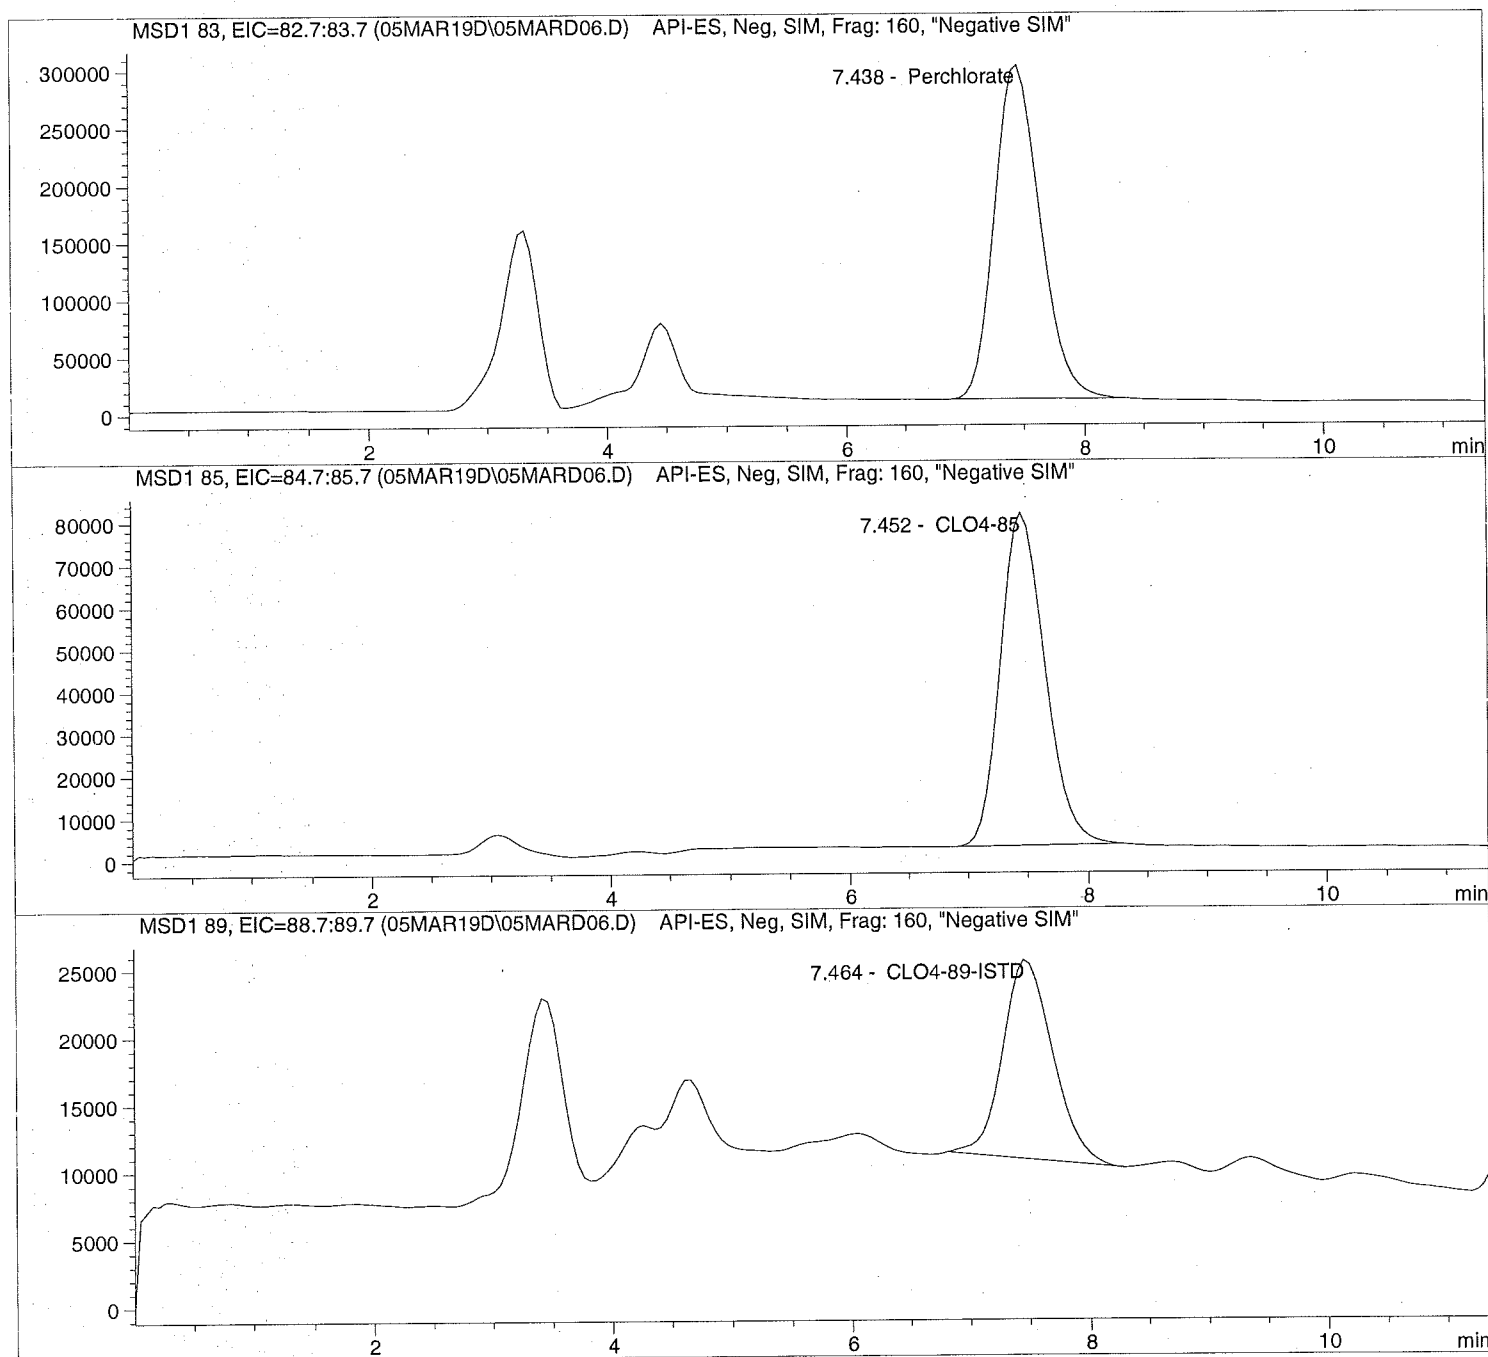 MSD1 83, EIC=82.7:83.7 (05MAR19D\05MARD06.D) API-ES, Neg, SIM, Frag: 160, "Negative SIM"
7.438 - Perchlorate
300000
250000
200000
150000
100000
50000
0
2 4 6 8 10 min
MSD1 85, EIC=84.7:85.7 (05MAR19D\05MARD06.D) API-ES, Neg, SIM, Frag: 160, "Negative SIM"
7.452 - CLO4-85
80000
70000
60000
50000
40000
30000
20000
10000
0
2 4 6 8 10 min
MSD1 89, EIC=88.7:89.7 (05MAR19D\05MARD06.D) API-ES, Neg, SIM, Frag: 160, "Negative SIM"
7.464 - CLO4-89-ISTD
25000
20000
15000
10000
5000
0
2 4 6 8 10 min